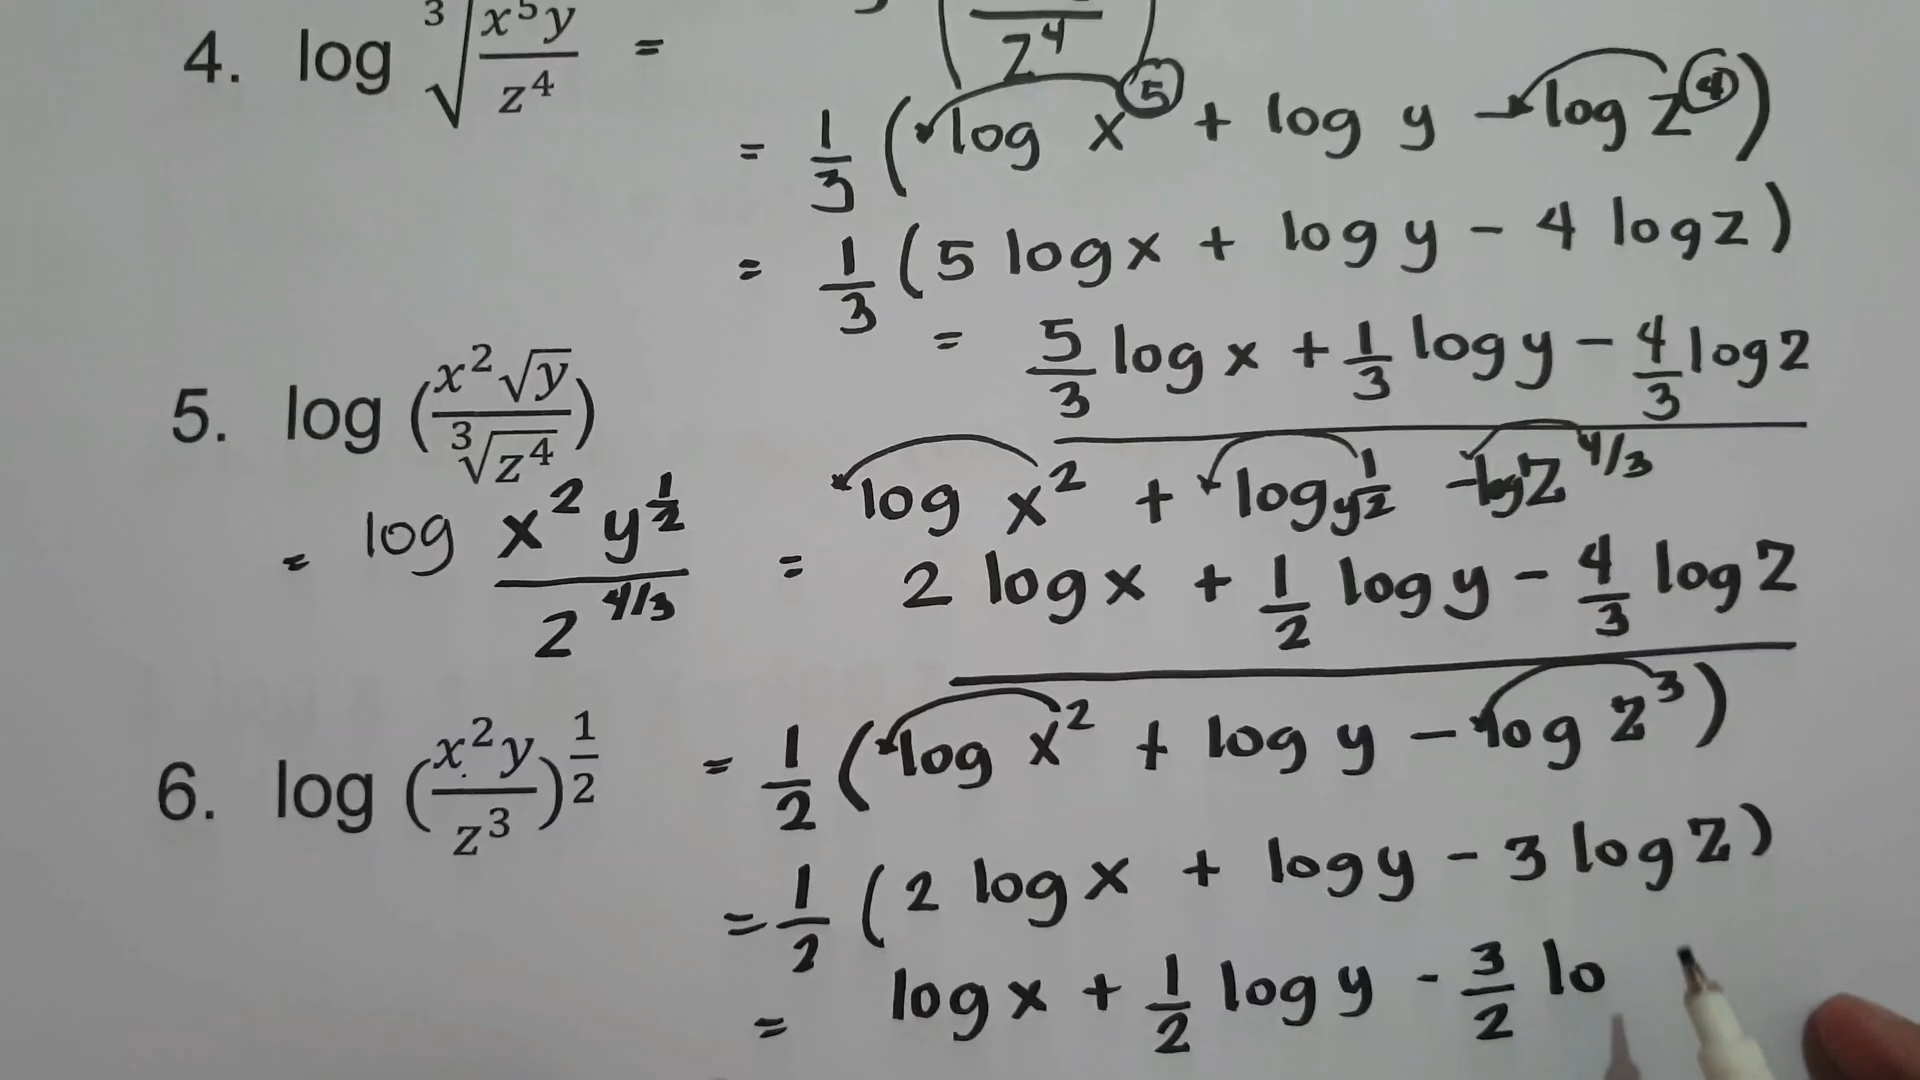 4. log ∛(x⁵y/z⁴) = (‾/z⁴)
= 1/3 (log x⁵ + log y - log z⁴)
= 1/3 (5 log x + log y - 4 log z)
= 5/3 log x + 1/3 log y - 4/3 log z
5. log (x²√y/∛z⁴)
= log x² y^1/2 / z^4/3
log x² + log y^1/2 - log z^4/3
= 2 log x + 1/2 log y - 4/3 log z
6. log (x²y/z³)^1/2 = 1/2 (log x² + log y - log z³)
= 1/2 (2 log x + log y - 3 log z)
= log x + 1/2 log y - 3/2 lo